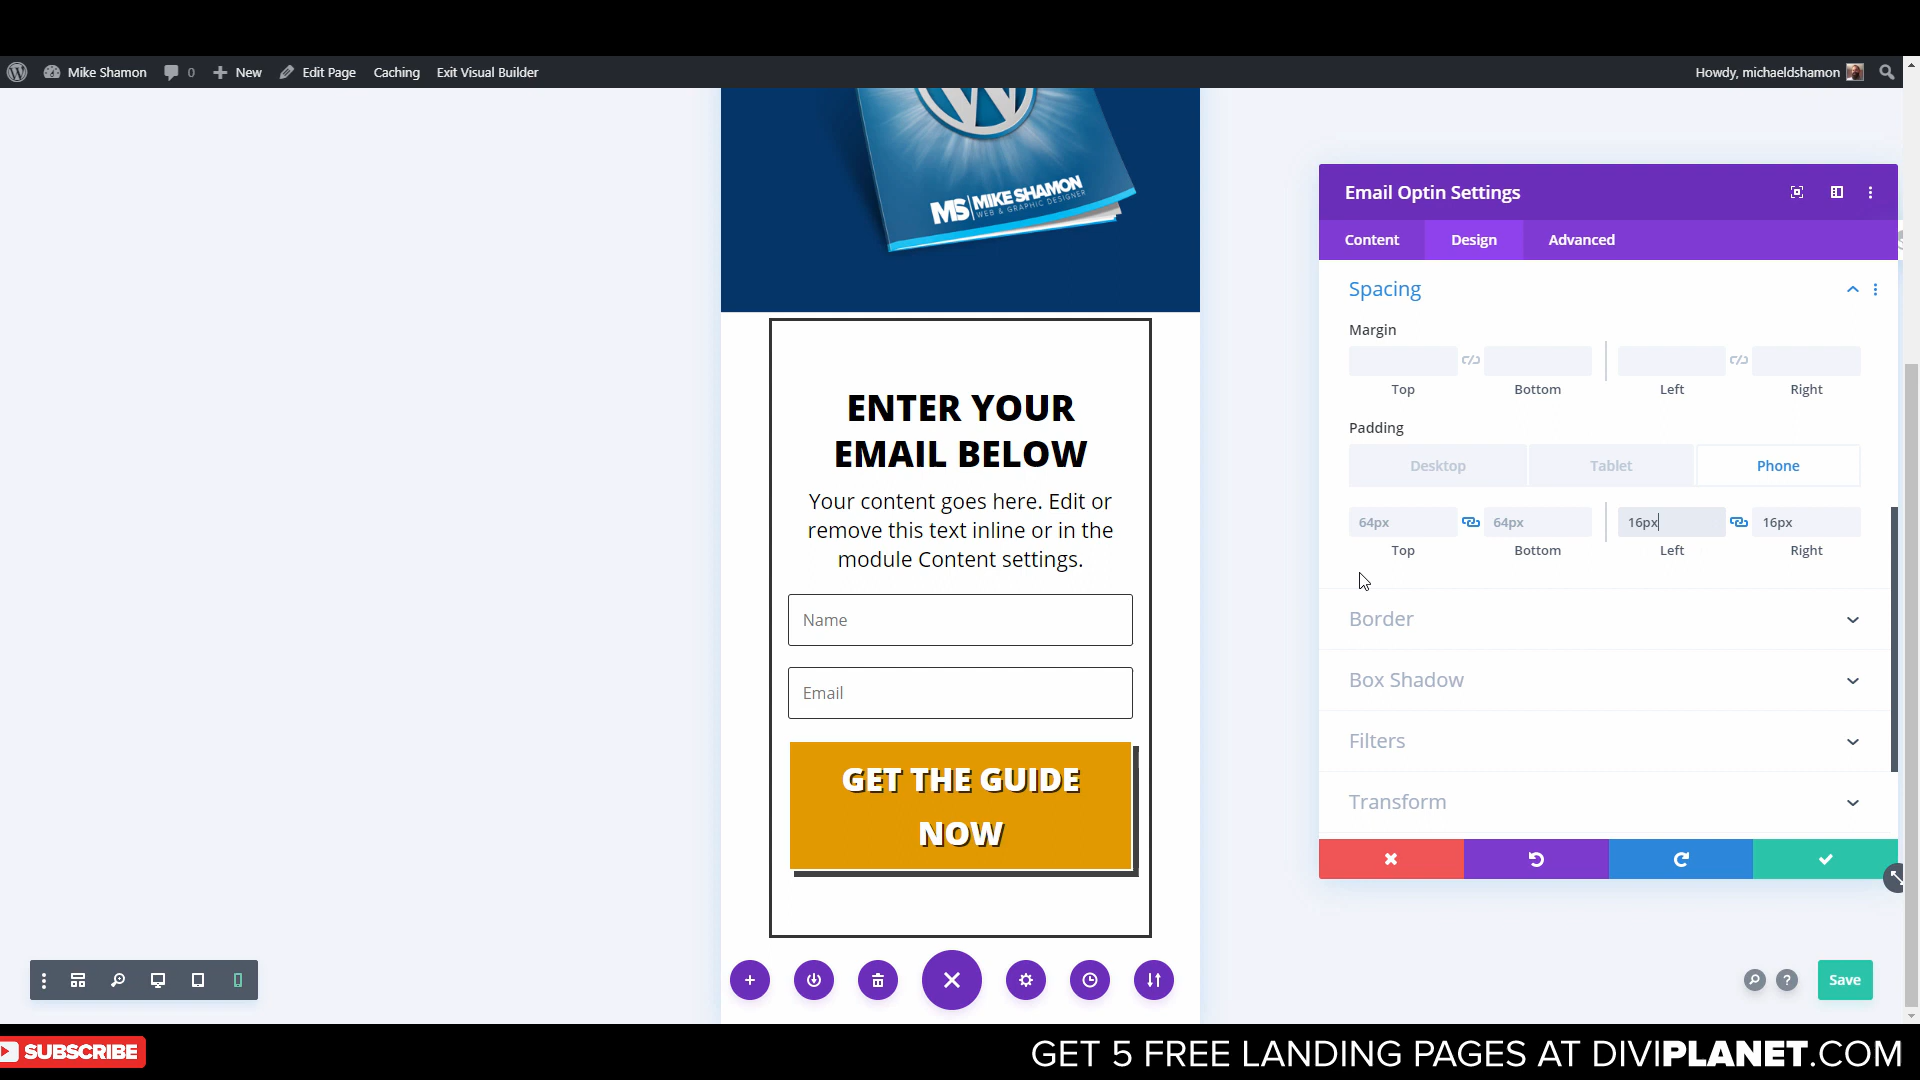 Mike Shamon
0
New
Edit Page
Caching
Exit Visual Builder
Howdy, michaeldshamon
MS MIKE SHAMON
WEB & GRAPHIC DESIGNER
ENTER YOUR
EMAIL BELOW
Your content goes here. Edit or
remove this text inline or in the
module Content settings.
Name
Email
GET THE GUIDE
NOW
Email Optin Settings
Content
Design
Advanced
Spacing
Margin
Top
Bottom
Left
Right
Padding
Desktop
Tablet
Phone
64px
64px
16px
16px
Top
Bottom
Left
Right
Border
Box Shadow
Filters
Transform
?
Save
SUBSCRIBE
GET 5 FREE LANDING PAGES AT DIVIPLANET.COM